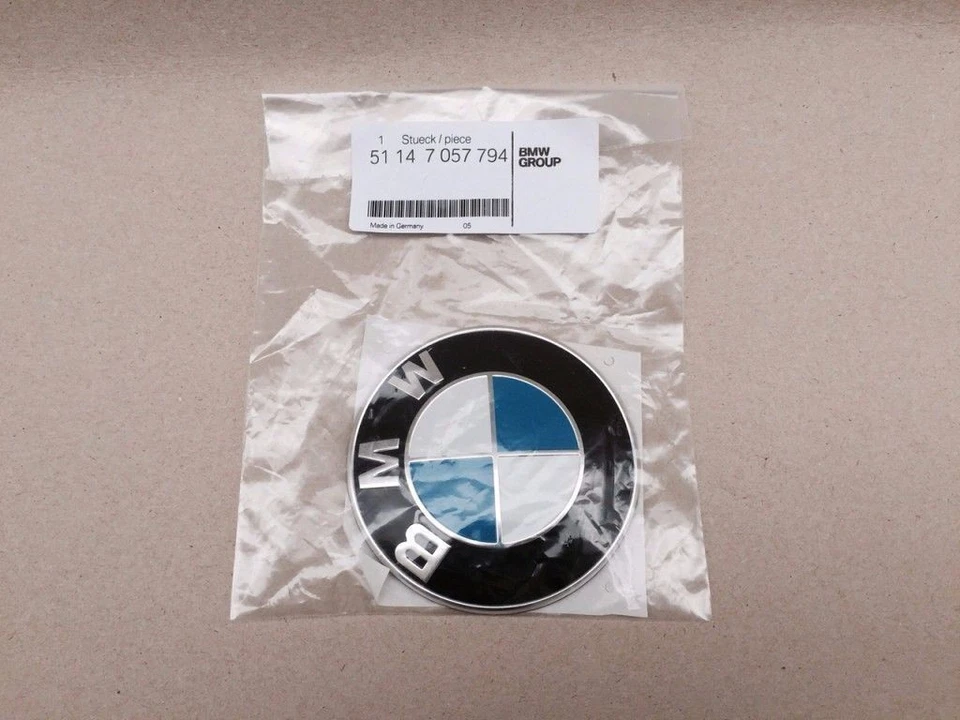 1 Stueck / piece
51 14 7 057 794
BMW
GROUP
Made in Germany 05
BMW